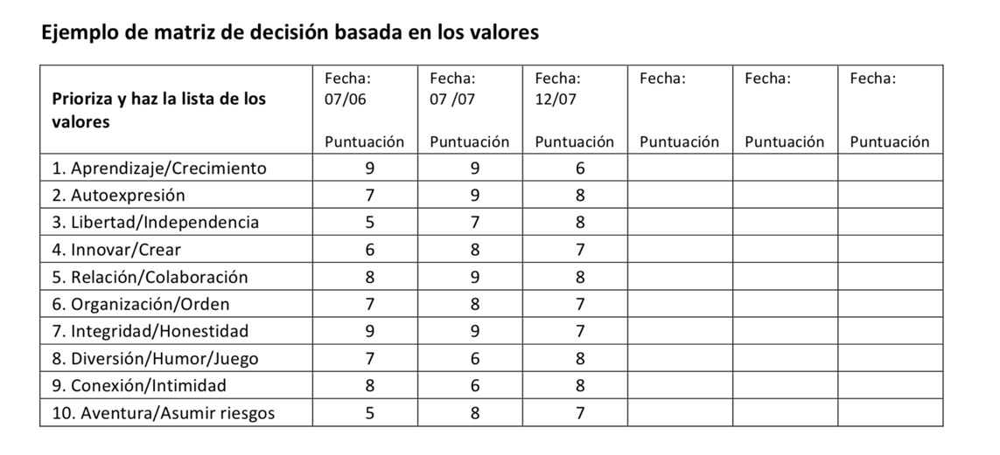 Ejemplo de matriz de decisión basada en los valores
Prioriza y haz la lista de los valores
Fecha: 07/06 Puntuación
Fecha: 07 /07 Puntuación
Fecha: 12/07 Puntuación
Fecha: Puntuación
Fecha: Puntuación
Fecha: Puntuación
1. Aprendizaje/Crecimiento 9 9 6
2. Autoexpresión 7 9 8
3. Libertad/Independencia 5 7 8
4. Innovar/Crear 6 8 7
5. Relación/Colaboración 8 9 8
6. Organización/Orden 7 8 7
7. Integridad/Honestidad 9 9 7
8. Diversión/Humor/Juego 7 6 8
9. Conexión/Intimidad 8 6 8
10. Aventura/Asumir riesgos 5 8 7